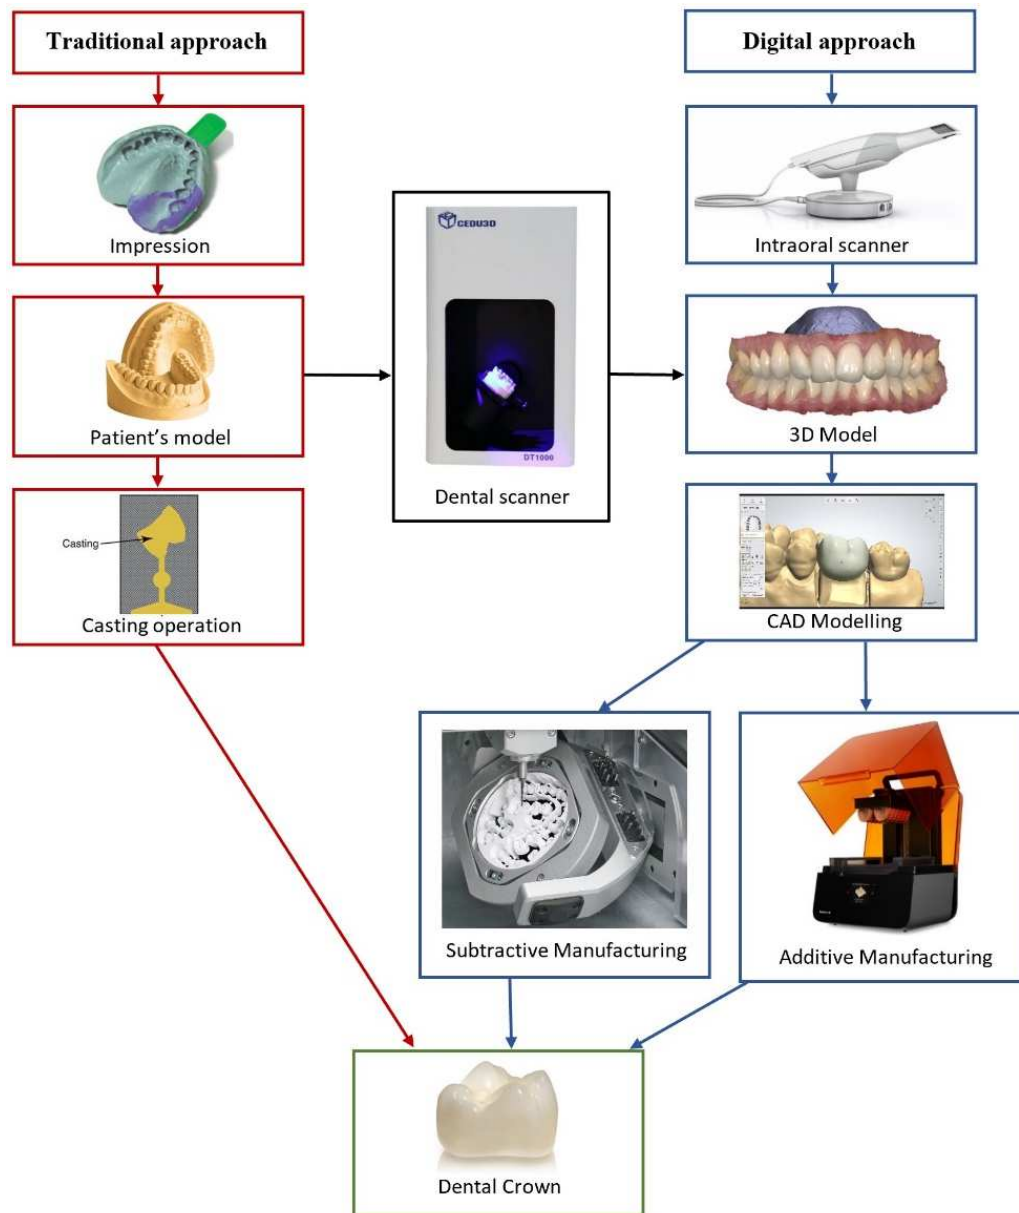 Traditional approach
Digital approach
Impression
Intraoral scanner
CEDU3D
DT1000
Dental scanner
Patient's model
3D Model
Casting
Casting operation
CAD Modelling
Subtractive Manufacturing
Additive Manufacturing
Dental Crown